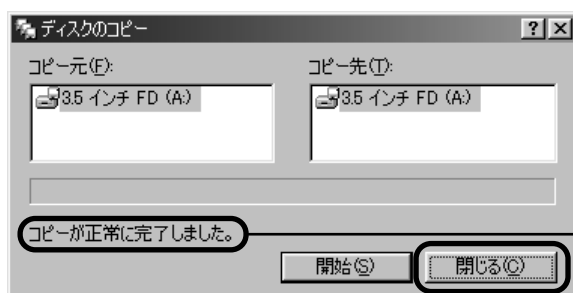 ディスクのコピー
コピー元(F): コピー先(T):
3.5 インチ FD (A:) 3.5 インチ FD (A:)
コピーが正常に完了しました。
開始(S) 閉じる(C)